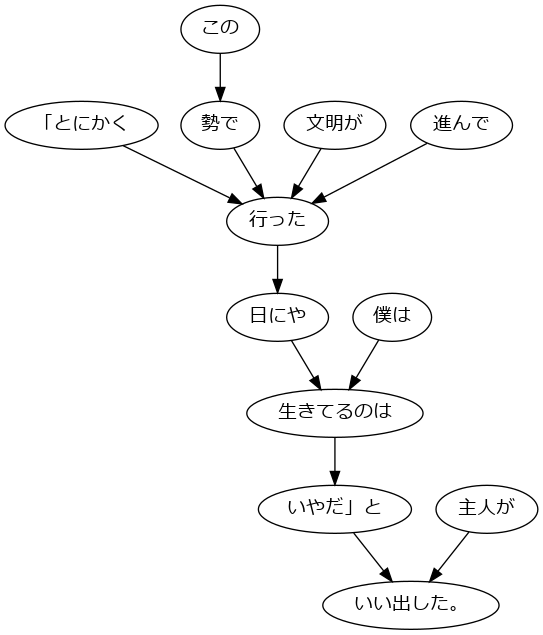 この
「とにかく
勢で
文明が
進んで
行った
日にや
僕は
生きてるのは
いやだ」と
主人が
いい出した。